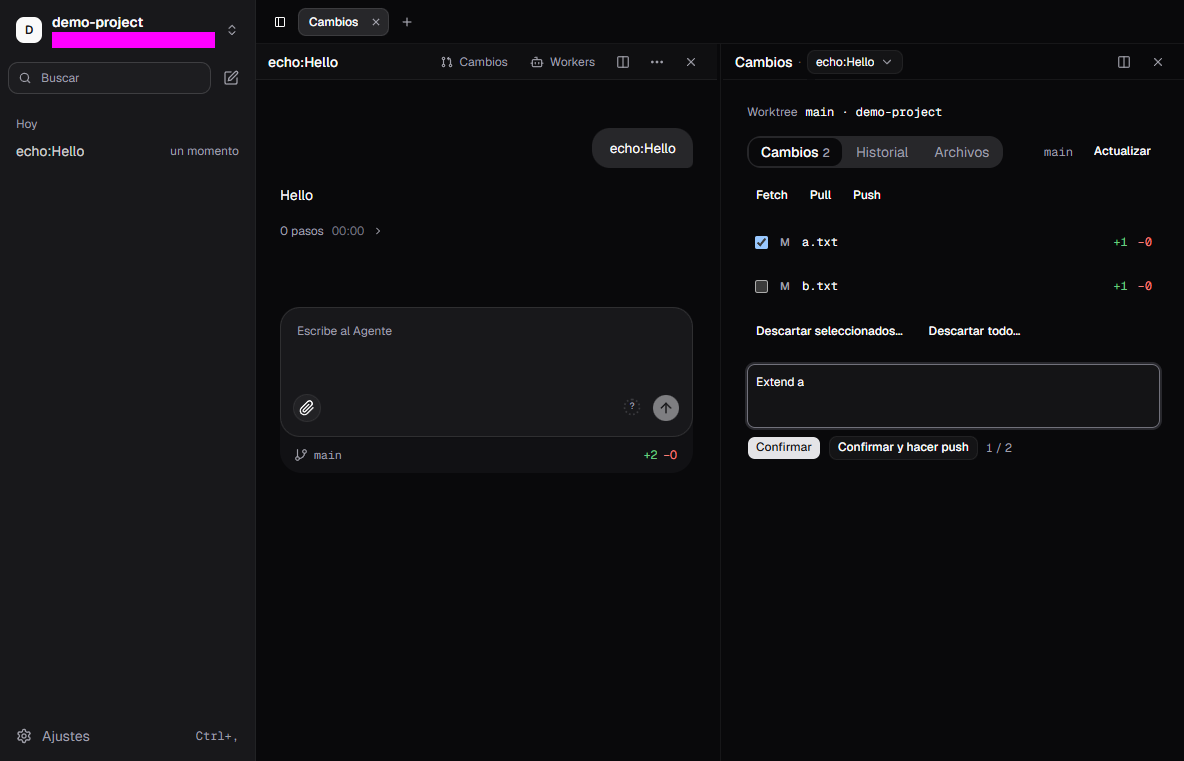 D
demo-project
Buscar
Hoy
echo:Hello
un momento
Ajustes
Ctrl+,
Cambios
echo:Hello
Cambios
Workers
echo:Hello
Hello
0 pasos 00:00
Escribe al Agente
?
main
+2 −0
Cambios · echo:Hello
Worktree main · demo-project
Cambios 2 Historial Archivos
main
Actualizar
Fetch Pull Push
M a.txt +1 −0
M b.txt +1 −0
Descartar seleccionados… Descartar todo…
Extend a
Confirmar Confirmar y hacer push 1 / 2